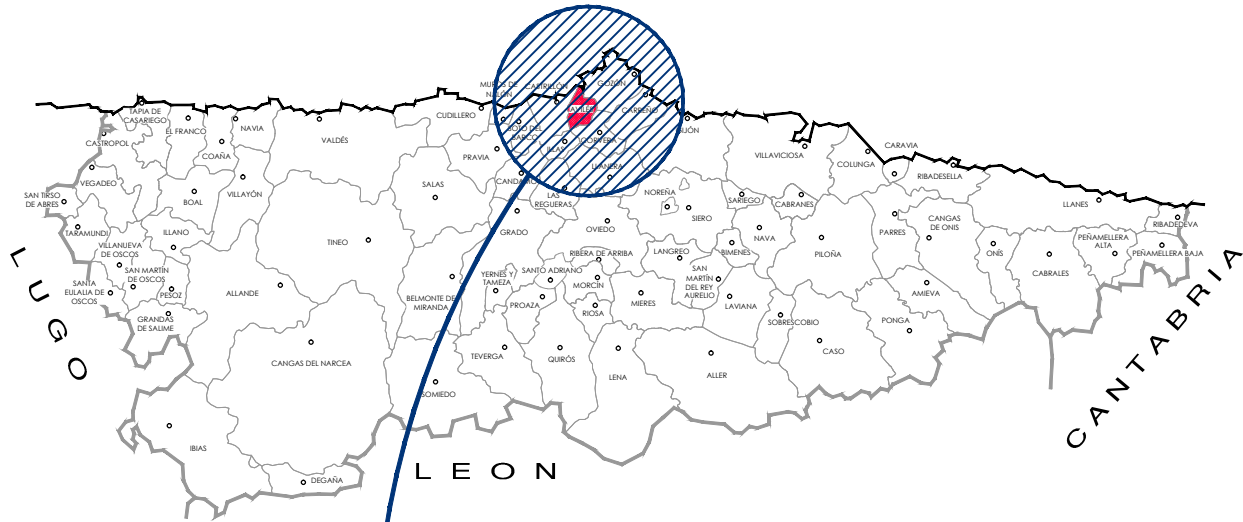 MUROS DE
NALÓN
CASTRILLÓN
GOZÓN
AVILÉS
CARREÑO
TAPIA DE
CASARIEGO
EL FRANCO
NAVIA
VALDÉS
CUDILLERO
SOTO DEL
BARCO
CORVERA
ILLAS
CASTROPOL
COAÑA
PRAVIA
LLANERA
VILLAVICIOSA
COLUNGA
CARAVIA
RIBADESELLA
VEGADEO
SAN TIRSO
DE ABRES
BOAL
VILLAYÓN
SALAS
CANDAMO
LAS
REGUERAS
NOREÑA
SARIEGO
CABRANES
LLANES
SIERO
RIBADEDEVA
TARAMUNDI
ILLANO
TINEO
GRADO
OVIEDO
NAVA
PARRES
CANGAS
DE ONIS
VILLANUEVA
DE OSCOS
RIBERA DE ARRIBA
LANGREO
BIMENES
PILOÑA
ONÍS
PEÑAMELLERA
ALTA
PEÑAMELLERA BAJA
SAN MARTÍN
DE OSCOS
YERNES Y
TAMEZA
SANTO ADRIANO
MORCÍN
SAN
MARTÍN
DEL REY
AURELIO
CABRALES
SANTA
EULALIA DE
OSCOS
PESOZ
ALLANDE
BELMONTE DE
MIRANDA
PROAZA
RIOSA
MIERES
LAVIANA
AMIEVA
GRANDAS
DE SALIME
SOBRESCOBIO
PONGA
CANGAS DEL NARCEA
TEVERGA
QUIRÓS
LENA
ALLER
CASO
SOMIEDO
IBIAS
DEGAÑA
LUGO
LEON
CANTABRIA